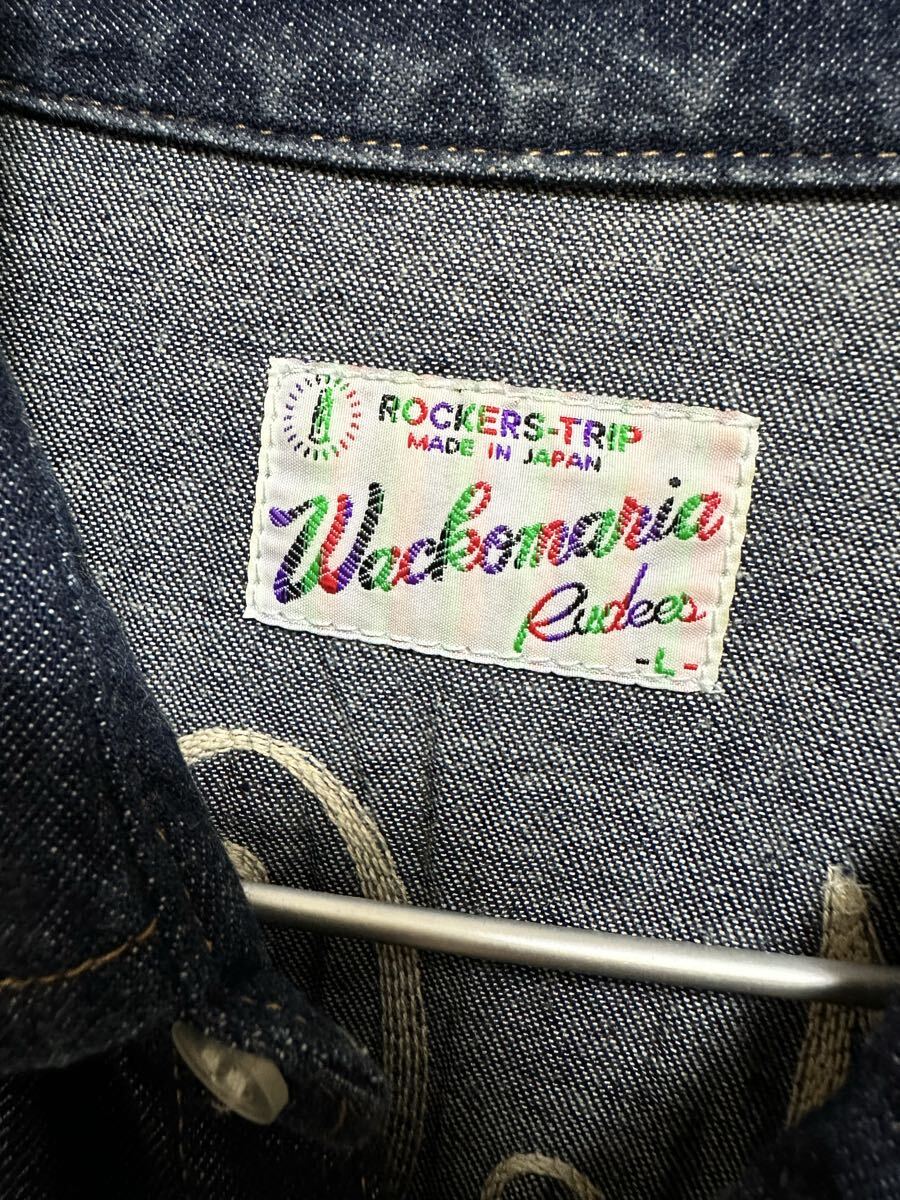 ROCKERS-TRIP
MADE IN JAPAN
Wackomaria
Rudees
-L-